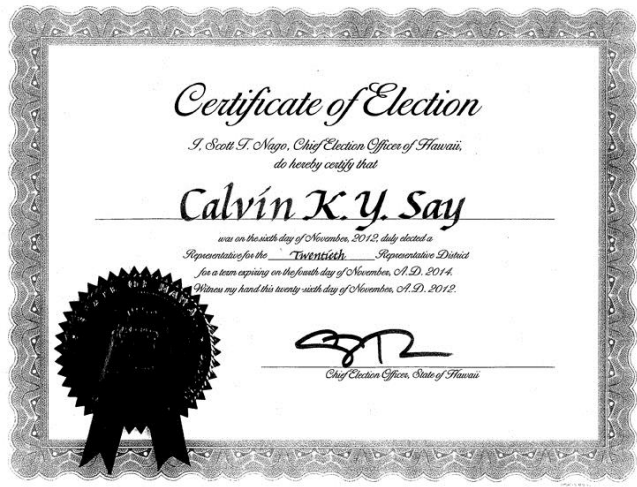 Certificate of Election
I, Scott T. Nago, Chief Election Officer of Hawaii,
do hereby certify that
Calvin K. Y. Say
was on the sixth day of November, 2012, duly elected a
Representative for the Twentieth Representative District
for a term expiring on the fourth day of November, A.D. 2014.
Witness my hand this twenty-sixth day of November, A.D. 2012.
Chief Election Officer, State of Hawaii